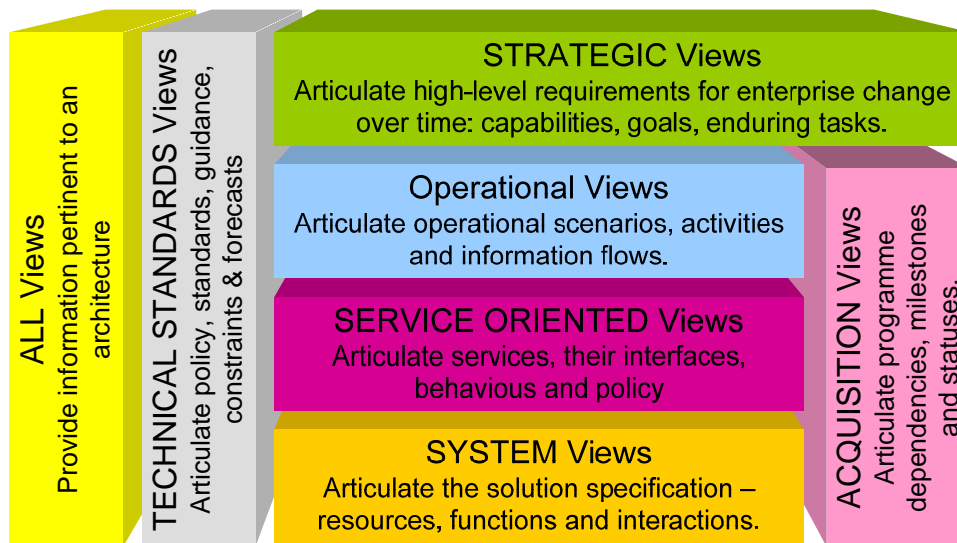 ALL Views
Provide information pertinent to an
architecture
TECHNICAL STANDARDS Views
Articulate policy, standards, guidance,
constraints & forecasts
STRATEGIC Views
Articulate high-level requirements for enterprise change
over time: capabilities, goals, enduring tasks.
Operational Views
Articulate operational scenarios, activities
and information flows.
SERVICE ORIENTED Views
Articulate services, their interfaces,
behavious and policy
SYSTEM Views
Articulate the solution specification –
resources, functions and interactions.
ACQUISITION Views
Articulate programme
dependencies, milestones
and statuses.